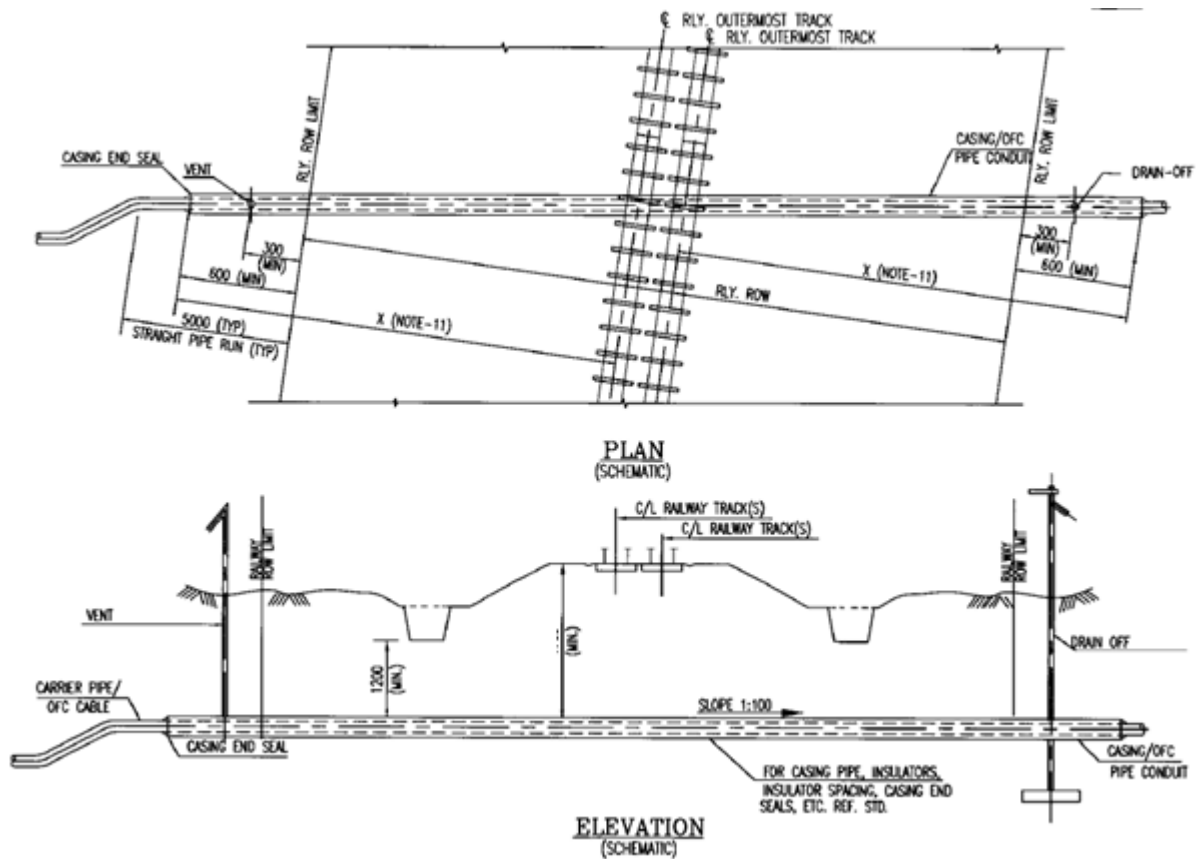 ℄ RLY. OUTERMOST TRACK
℄ RLY. OUTERMOST TRACK
RLY. ROW LIMIT
CASING/OFC
PIPE CONDUIT
RLY. ROW LIMIT
CASING END SEAL
VENT
DRAIN-OFF
300
(MIN)
600 (MIN)
5000 (TYP)
STRAIGHT PIPE RUN (TYP)
X (NOTE-11)
RLY. ROW
X (NOTE-11)
300
(MIN)
600 (MIN)
PLAN
(SCHEMATIC)
C/L RAILWAY TRACK(S)
C/L RAILWAY TRACK(S)
RAILWAY
ROW LIMIT
RAILWAY
ROW LIMIT
VENT
1200
(MIN.)
(MIN.)
DRAIN OFF
CARRIER PIPE/
OFC CABLE
SLOPE 1:100
CASING END SEAL
CASING/OFC
PIPE CONDUIT
FOR CASING PIPE, INSULATORS,
INSULATOR SPACING, CASING END
SEALS, ETC. REF. STD.
ELEVATION
(SCHEMATIC)